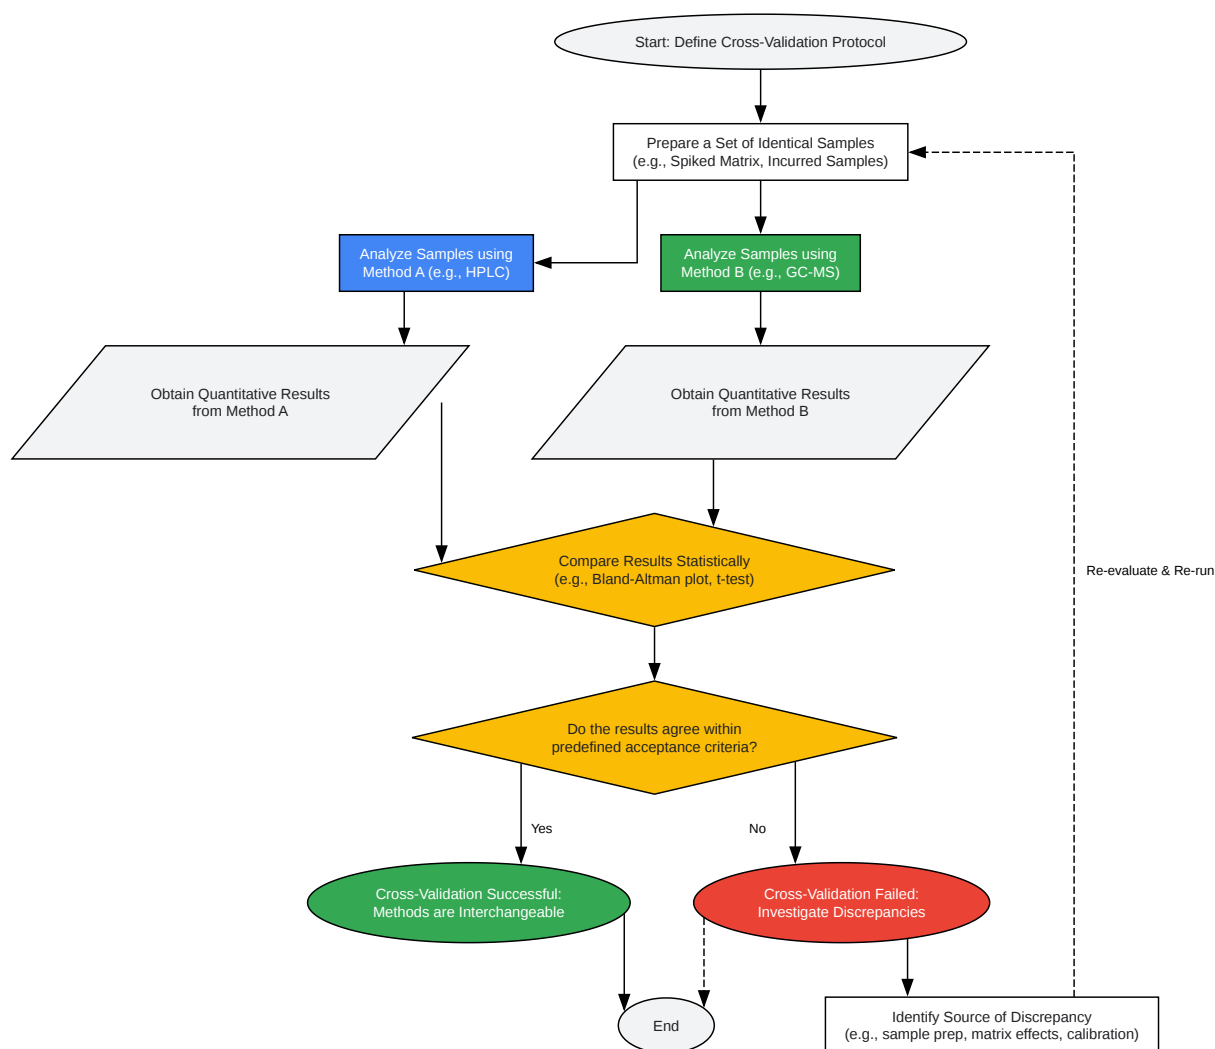 Start: Define Cross-Validation Protocol
Prepare a Set of Identical Samples
(e.g., Spiked Matrix, Incurred Samples)
Analyze Samples using
Method A (e.g., HPLC)
Analyze Samples using
Method B (e.g., GC-MS)
Obtain Quantitative Results
from Method A
Obtain Quantitative Results
from Method B
Compare Results Statistically
(e.g., Bland-Altman plot, t-test)
Re-evaluate & Re-run
Do the results agree within
predefined acceptance criteria?
Yes
No
Cross-Validation Successful:
Methods are Interchangeable
Cross-Validation Failed:
Investigate Discrepancies
End
Identify Source of Discrepancy
(e.g., sample prep, matrix effects, calibration)